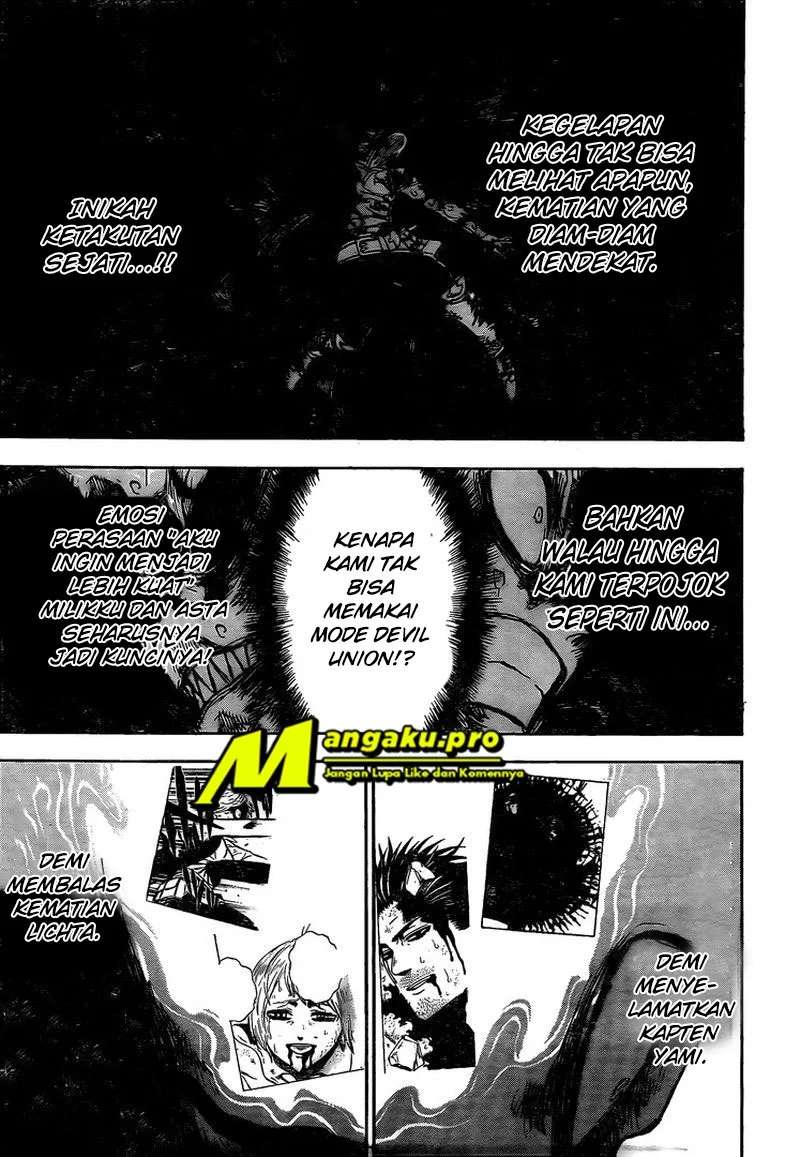 KEGELAPAN
HINGGA TAK BISA
MELIHAT APAPUN,
KEMATIAN YANG
DIAM-DIAM
MENDEKAT.
INIKAH
KETAKUTAN
SEJATI...!!
BAHKAN
WALAU HINGGA
KAMI TERPOJOK
SEPERTI INI...
KENAPA
KAMI TAK
BISA
MEMAKAI
MODE DEVIL
UNION!?
EMOSI
PERASAAN "AKU
INGIN MENJADI
LEBIH KUAT"
MILIKKU DAN ASTA
SEHARUSNYA
JADI KUNCINYA!
Mangaku.pro
Jangan Lupa Like dan Komennya
DEMI
MENYE-
LAMATKAN
KAPTEN
YAMI.
DEMI
MEMBALAS
KEMATIAN
LICHTA.